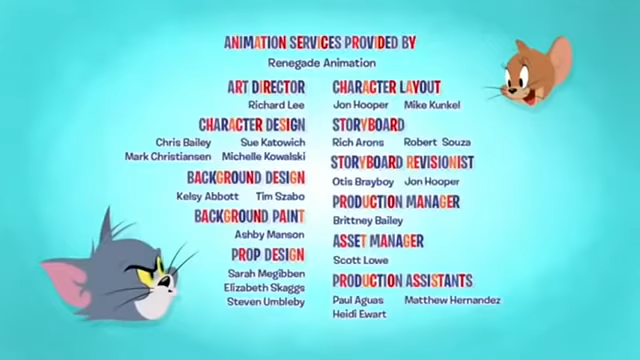 ANIMATION SERVICES PROVIDED BY
Renegade Animation
ART DIRECTOR
Richard Lee
CHARACTER DESIGN
Chris Bailey Sue Katowich
Mark Christiansen Michelle Kowalski
BACKGROUND DESIGN
Kelsy Abbott Tim Szabo
BACKGROUND PAINT
Ashby Manson
PROP DESIGN
Sarah Megibben
Elizabeth Skaggs
Steven Umbleby
CHARACTER LAYOUT
Jon Hooper Mike Kunkel
STORYBOARD
Rich Arons Robert Souza
STORYBOARD REVISIONIST
Otis Brayboy Jon Hooper
PRODUCTION MANAGER
Brittney Bailey
ASSET MANAGER
Scott Lowe
PRODUCTION ASSISTANTS
Paul Aguas Matthew Hernandez
Heidi Ewart